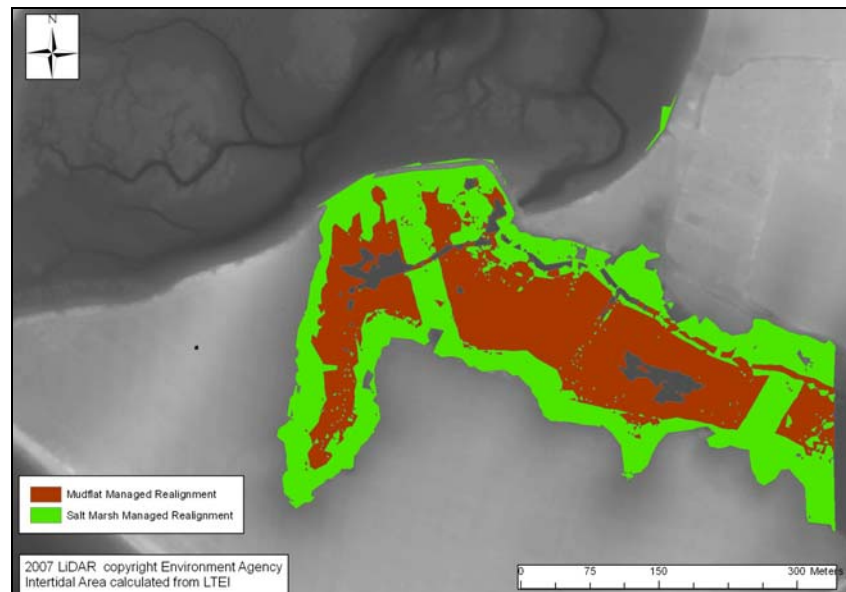 N
Mudflat Managed Realignment
Salt Marsh Managed Realignment
2007 LiDAR copyright Environment Agency
Intertidal Area calculated from LTEI
0 75 150 300 Meters